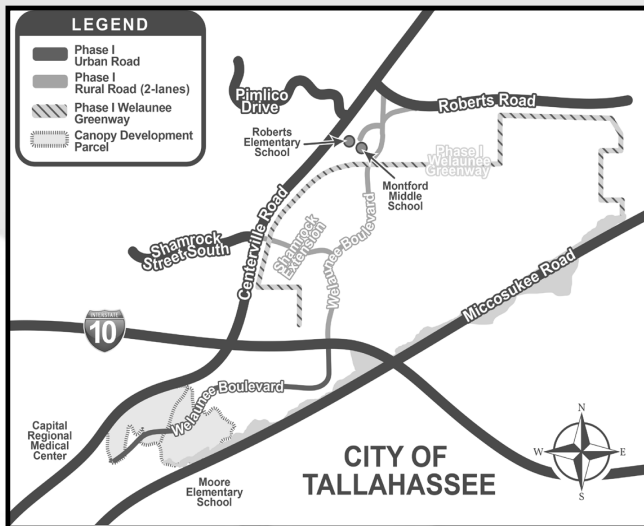 LEGEND
Phase I
Urban Road
Phase I
Rural Road (2-lanes)
Phase I Welaunee
Greenway
Canopy Development
Parcel
Pimlico
Drive
Roberts Road
Roberts
Elementary
School
Phase I
Welaunee
Greenway
Montford
Middle
School
Centerville Road
Shamrock
Street South
Shamrock
Extension
Welaunee Boulevard
Miccosukee Road
INTERSTATE
10
Welaunee Boulevard
Capital
Regional
Medical
Center
Moore
Elementary
School
CITY OF
TALLAHASSEE
N
W
E
S